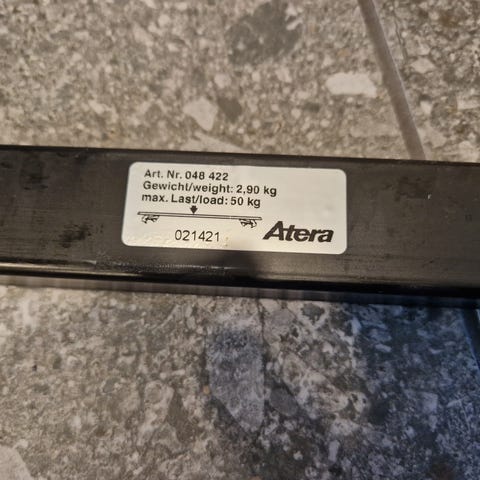 Art. Nr. 048 422
Gewicht/weight: 2,90 kg
max. Last/load: 50 kg
021421
Atera